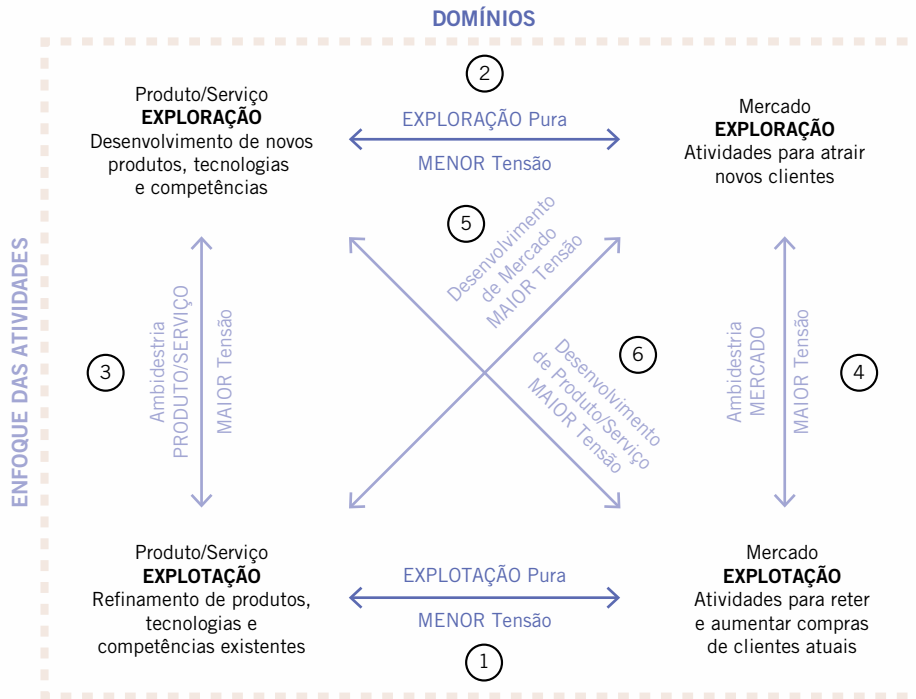 DOMÍNIOS
ENFOQUE DAS ATIVIDADES
2
Produto/Serviço
EXPLORAÇÃO
Desenvolvimento de novos
produtos, tecnologias
e competências
EXPLORAÇÃO Pura
MENOR Tensão
Mercado
EXPLORAÇÃO
Atividades para atrair
novos clientes
5
Desenvolvimento
de Mercado
MAIOR Tensão
3
Ambidestria
PRODUTO/SERVIÇO
MAIOR Tensão
6
Desenvolvimento
de Produto/Serviço
MAIOR Tensão
Ambidestria
MERCADO
MAIOR Tensão
4
Produto/Serviço
EXPLOTAÇÃO
Refinamento de produtos,
tecnologias e
competências existentes
EXPLOTAÇÃO Pura
MENOR Tensão
1
Mercado
EXPLOTAÇÃO
Atividades para reter
e aumentar compras
de clientes atuais